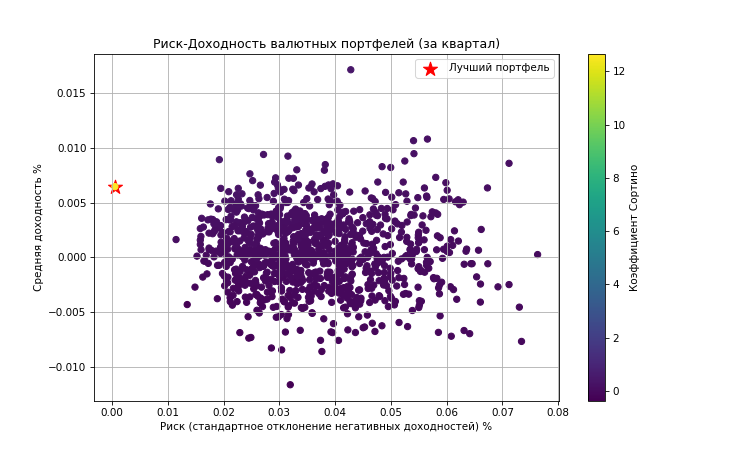 Риск-Доходность валютных портфелей (за квартал)
Лучший портфель
Средняя доходность %
0.015
0.010
0.005
0.000
−0.005
−0.010
0.00 0.01 0.02 0.03 0.04 0.05 0.06 0.07 0.08
Риск (стандартное отклонение негативных доходностей) %
12
10
8
6
4
2
0
Коэффициент Сортино